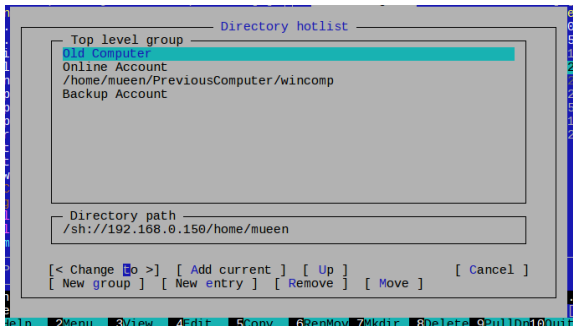 Directory hotlist
Top level group
Old Computer
Online Account
/home/mueen/PreviousComputer/wincomp
Backup Account
Directory path
/sh://192.168.0.150/home/mueen
[< Change to >] [ Add current ] [ Up ] [ Cancel ]
[ New group ] [ New entry ] [ Remove ] [ Move ]
2Menu 3View 4Edit 5Copy 6RenMov 7Mkdir 8Delete 9PullDn 10Quit